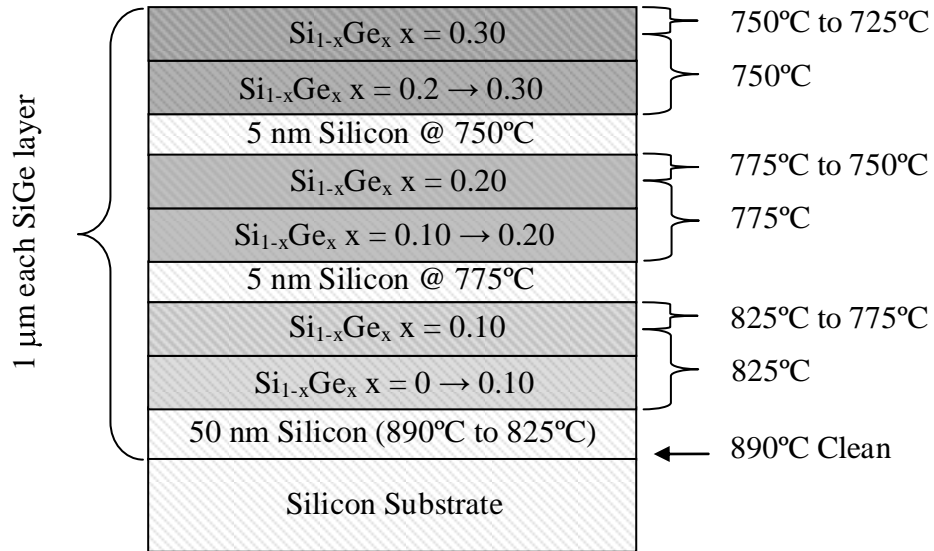 1 μm each SiGe layer
Si1-xGex x = 0.30
750ºC to 725ºC
Si1-xGex x = 0.2 → 0.30
750ºC
5 nm Silicon @ 750ºC
Si1-xGex x = 0.20
775ºC to 750ºC
Si1-xGex x = 0.10 → 0.20
775ºC
5 nm Silicon @ 775ºC
Si1-xGex x = 0.10
825ºC to 775ºC
Si1-xGex x = 0 → 0.10
825ºC
50 nm Silicon (890ºC to 825ºC)
890ºC Clean
Silicon Substrate